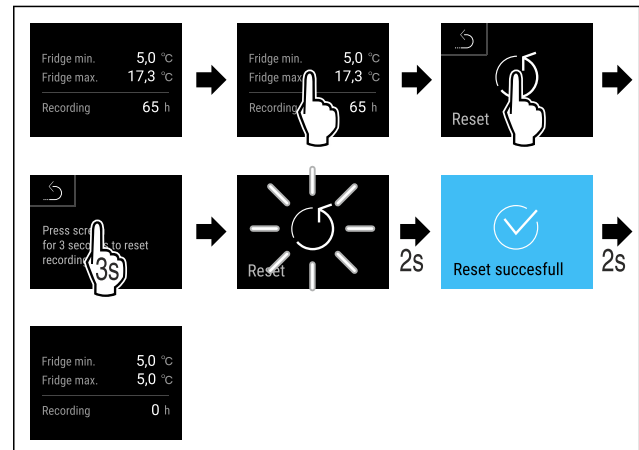 Fridge min. 5,0 °C
Fridge max. 17,3 °C
Recording 65 h
Fridge min. 5,0 °C
Fridge max 17,3 °C
Recording 65 h
Reset
Press scre
for 3 seconds to reset
recording
3s
Reset
2s
Reset succesfull
2s
Fridge min. 5,0 °C
Fridge max. 5,0 °C
Recording 0 h